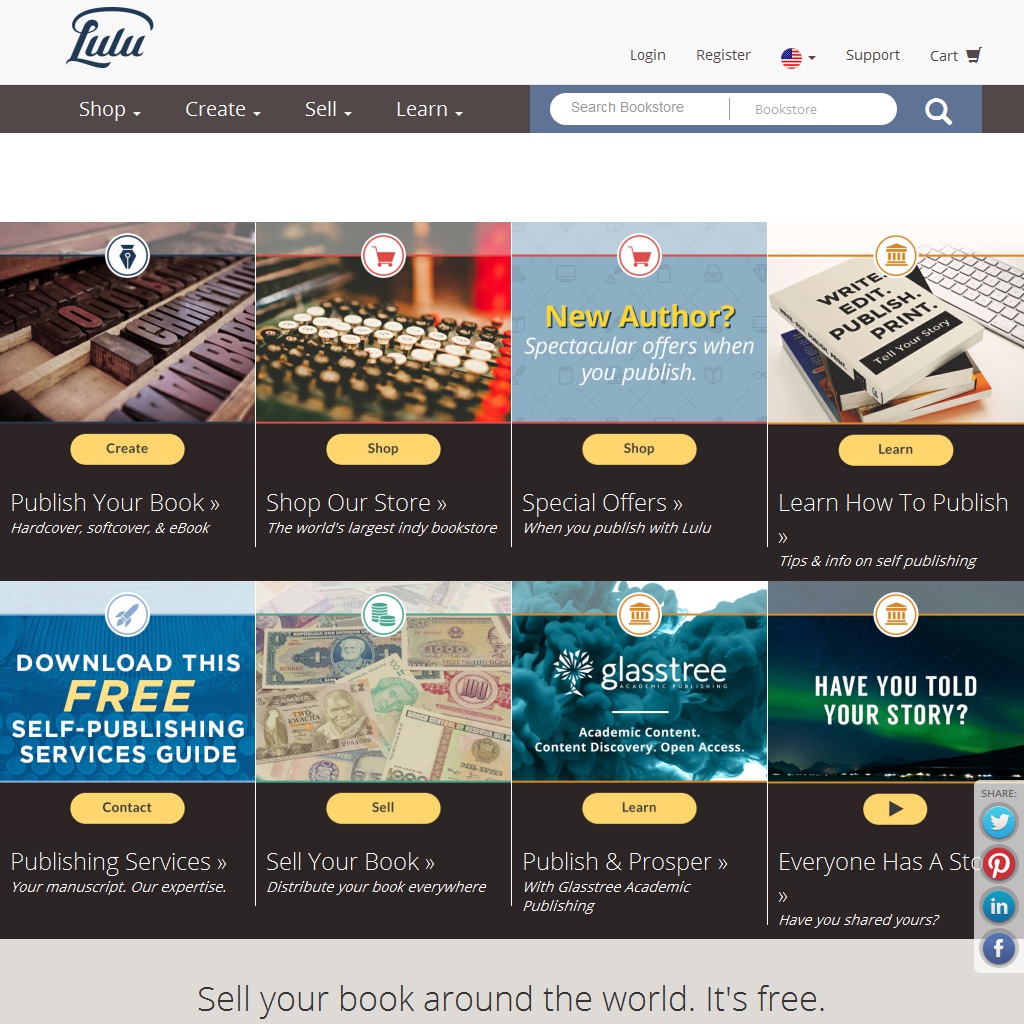 Lulu
Login Register Support Cart
Shop Create Sell Learn Search Bookstore Bookstore
New Author?
Spectacular offers when
you publish.
WRITE.
EDIT.
PUBLISH.
PRINT.
Tell Your Story
Create Shop Shop Learn
Publish Your Book » Shop Our Store » Special Offers » Learn How To Publish
»
Hardcover, softcover, & eBook The world's largest indy bookstore When you publish with Lulu
Tips & info on self publishing
DOWNLOAD THIS
FREE
SELF-PUBLISHING
SERVICES GUIDE
glasstree
ACADEMIC PUBLISHING
Academic Content.
Content Discovery. Open Access.
HAVE YOU TOLD
YOUR STORY?
SHARE:
Contact Sell Learn
Publishing Services » Sell Your Book » Publish & Prosper » Everyone Has A Sto
»
Your manuscript. Our expertise. Distribute your book everywhere With Glasstree Academic
Publishing
Have you shared yours?
Sell your book around the world. It's free.